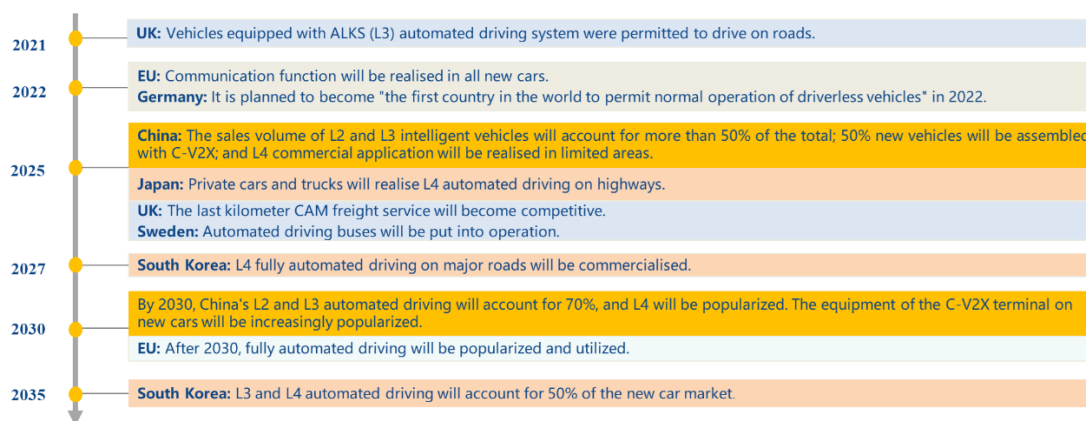 2021
UK: Vehicles equipped with ALKS (L3) automated driving system were permitted to drive on roads.
2022
EU: Communication function will be realised in all new cars.
Germany: It is planned to become "the first country in the world to permit normal operation of driverless vehicles" in 2022.
2025
China: The sales volume of L2 and L3 intelligent vehicles will account for more than 50% of the total; 50% new vehicles will be assembled
with C-V2X; and L4 commercial application will be realised in limited areas.
Japan: Private cars and trucks will realise L4 automated driving on highways.
UK: The last kilometer CAM freight service will become competitive.
Sweden: Automated driving buses will be put into operation.
2027
South Korea: L4 fully automated driving on major roads will be commercialised.
2030
By 2030, China's L2 and L3 automated driving will account for 70%, and L4 will be popularized. The equipment of the C-V2X terminal on
new cars will be increasingly popularized.
EU: After 2030, fully automated driving will be popularized and utilized.
2035
South Korea: L3 and L4 automated driving will account for 50% of the new car market.